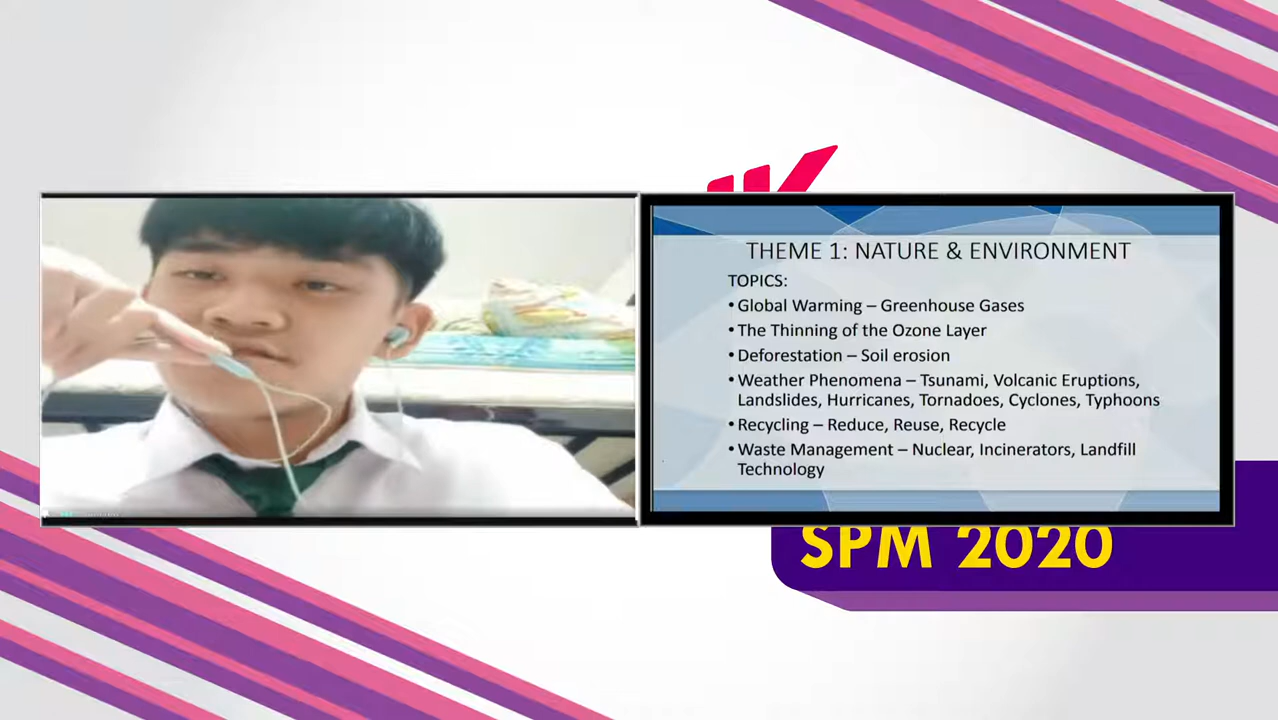 THEME 1: NATURE & ENVIRONMENT
TOPICS:
•Global Warming – Greenhouse Gases
•The Thinning of the Ozone Layer
•Deforestation – Soil erosion
•Weather Phenomena – Tsunami, Volcanic Eruptions,
Landslides, Hurricanes, Tornadoes, Cyclones, Typhoons
•Recycling – Reduce, Reuse, Recycle
•Waste Management – Nuclear, Incinerators, Landfill
Technology
SPM 2020